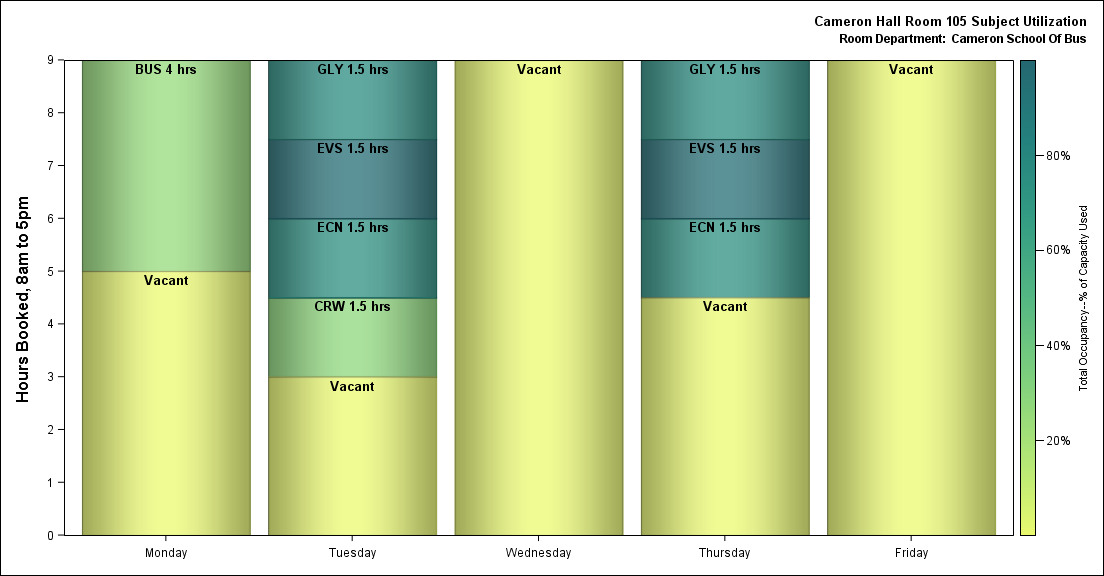 Cameron Hall Room 105 Subject Utilization
Room Department: Cameron School Of Bus
Hours Booked, 8am to 5pm
9
8
7
6
5
4
3
2
1
0
BUS 4 hrs
Vacant
GLY 1.5 hrs
EVS 1.5 hrs
ECN 1.5 hrs
CRW 1.5 hrs
Vacant
Vacant
GLY 1.5 hrs
EVS 1.5 hrs
ECN 1.5 hrs
Vacant
Vacant
Monday
Tuesday
Wednesday
Thursday
Friday
80%
60%
40%
20%
Total Occupancy--% of Capacity Used